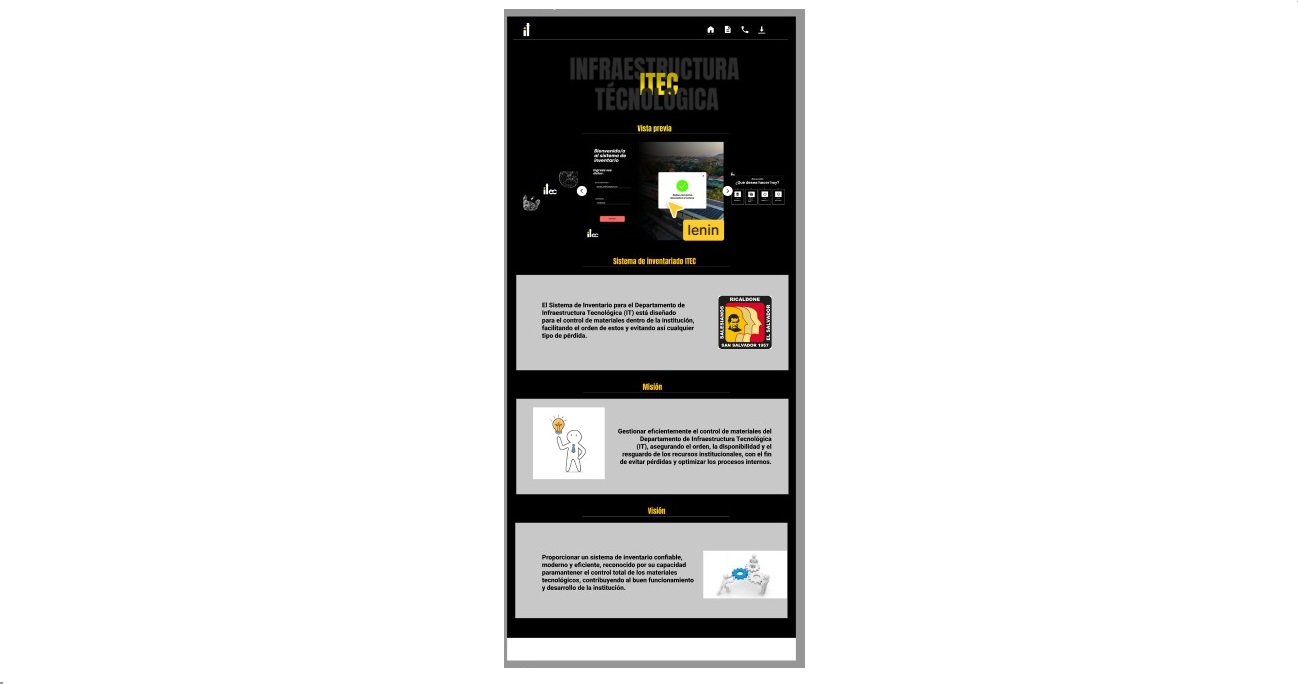 il
INFRAESTRUCTURA
ITEC
TÉCNOLÓGICA
Vista previa
Bienvenido/a
al sistema de
inventario
Ingrese sus
datos:
itec
itec
¿Qué desea hacer hoy?
lenin
Sistema de inventariado ITEC
El Sistema de Inventario para el Departamento de
Infraestructura Tecnológica (IT) está diseñado
para el control de materiales dentro de la institución,
facilitando el orden de estos y evitando así cualquier
tipo de pérdida.
RICALDONE
SALESIANOS
EL SALVADOR
SAN SALVADOR 1957
Misión
Gestionar eficientemente el control de materiales del
Departamento de Infraestructura Tecnológica
(IT), asegurando el orden, la disponibilidad y el
resguardo de los recursos institucionales, con el fin
de evitar pérdidas y optimizar los procesos internos.
Visión
Proporcionar un sistema de inventario confiable,
moderno y eficiente, reconocido por su capacidad
paramantener el control total de los materiales
tecnológicos, contribuyendo al buen funcionamiento
y desarrollo de la institución.